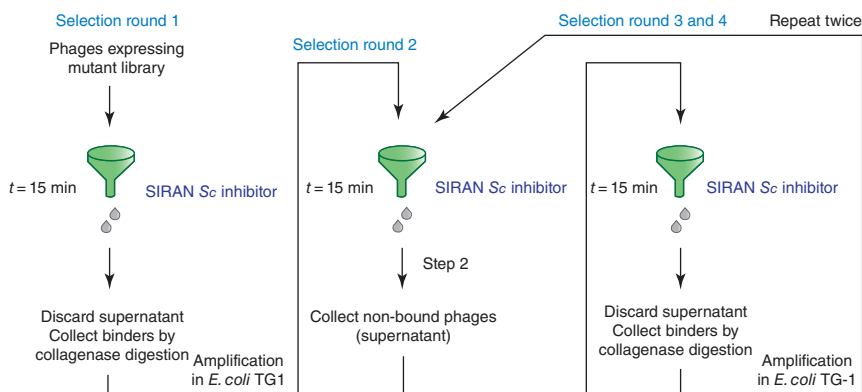 Selection round 1
Phages expressing
mutant library
t = 15 min
SIRAN Sc inhibitor
Discard supernatant
Collect binders by
collagenase digestion
Amplification
in E. coli TG1
Selection round 2
t = 15 min
SIRAN Sc inhibitor
Step 2
Collect non-bound phages
(supernatant)
Selection round 3 and 4
Repeat twice
t = 15 min
SIRAN Sc inhibitor
Discard supernatant
Collect binders by
collagenase digestion
Amplification
in E. coli TG-1